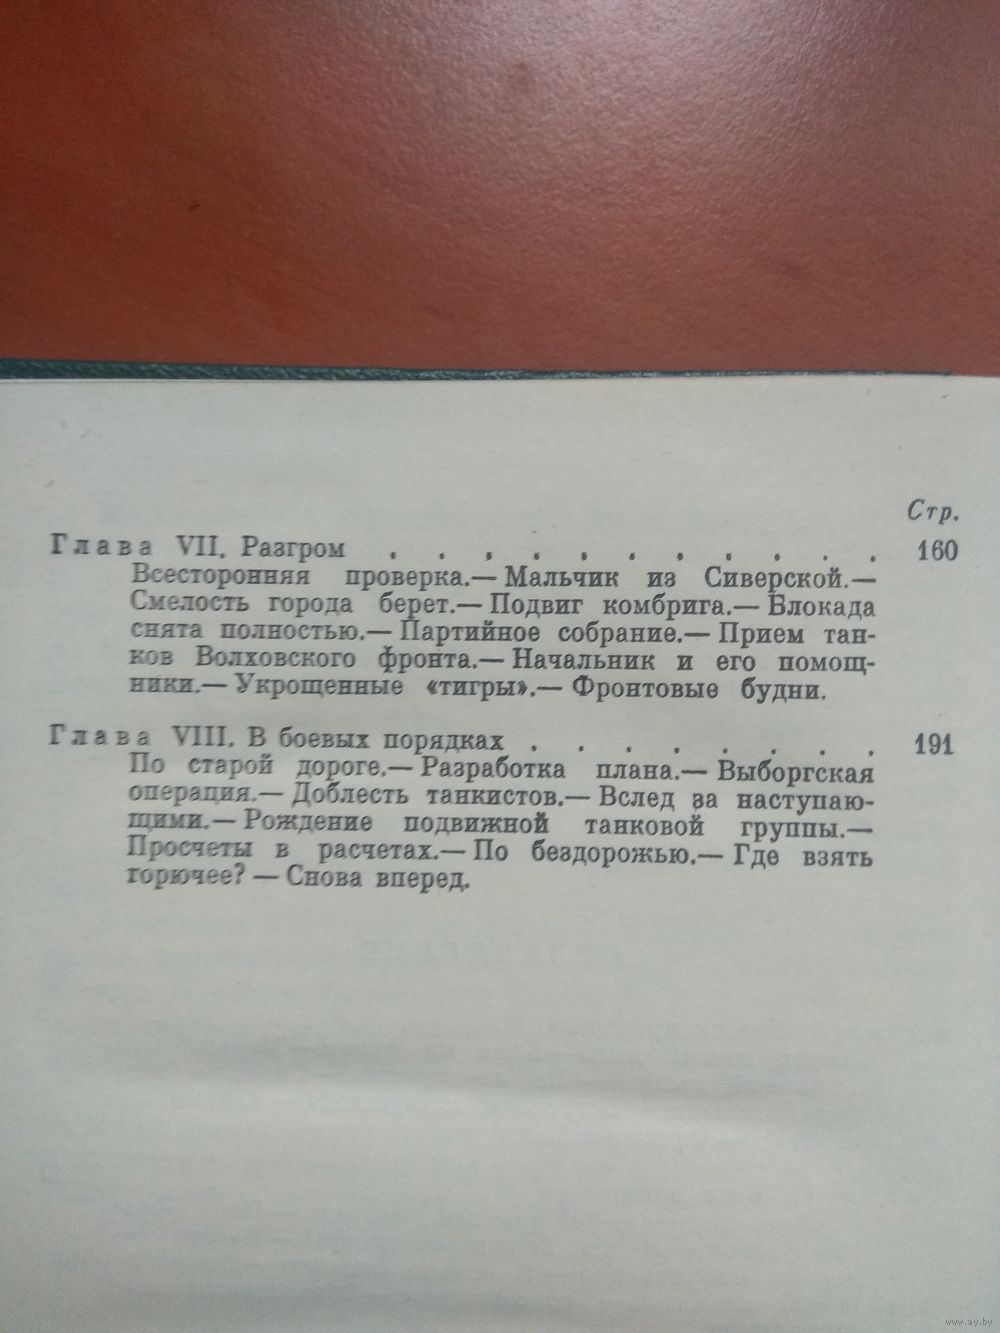 Стр.
Глава VII. Разгром . . . . . . . . . . . 160
Всесторонняя проверка.— Мальчик из Сиверской.—
Смелость города берет.— Подвиг комбрига.— Блокада
снята полностью.— Партийное собрание.— Прием тан-
ков Волховского фронта.— Начальник и его помощ-
ники.— Укрощенные «тигры».— Фронтовые будни.
Глава VIII. В боевых порядках . . . . . . . . 191
По старой дороге.— Разработка плана.— Выборгская
операция.— Доблесть танкистов.— Вслед за наступаю-
щими.— Рождение подвижной танковой группы.—
Просчеты в расчетах.— По бездорожью.— Где взять
горючее? — Снова вперед.
www.ay.by